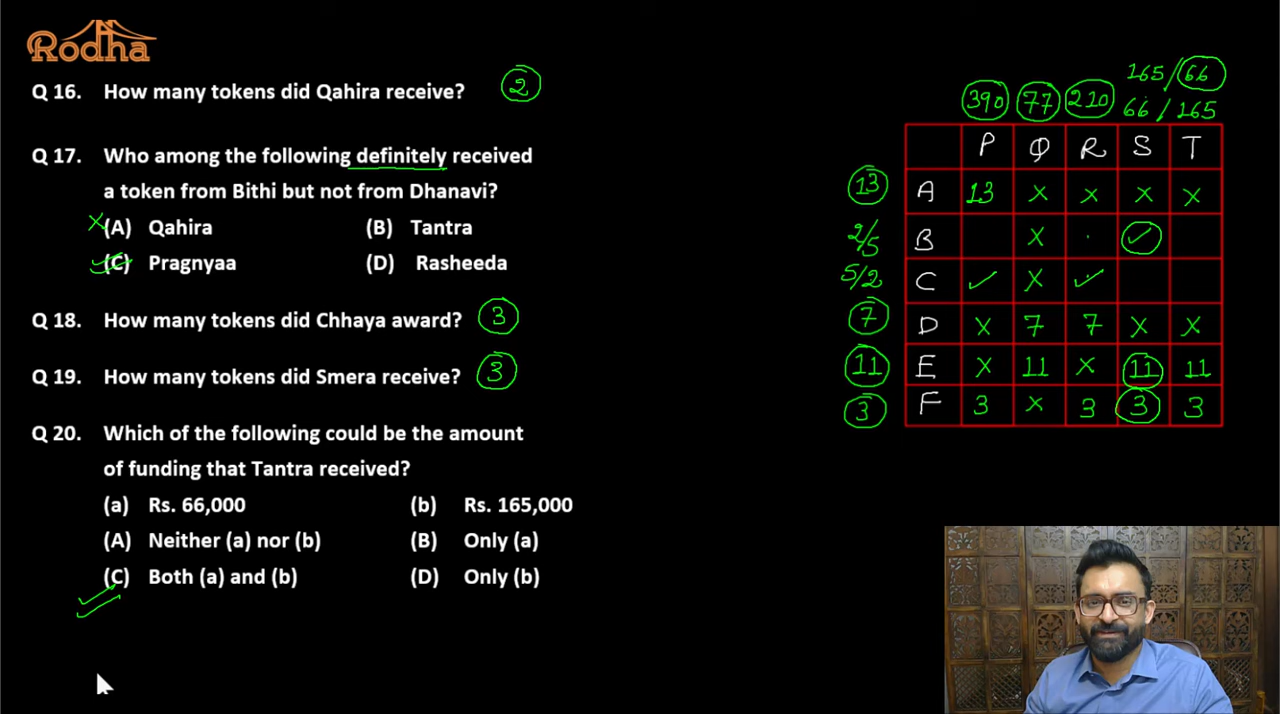 Rodha
Q 16. How many tokens did Qahira receive? 2
Q 17. Who among the following definitely received
a token from Bithi but not from Dhanavi?
(A) Qahira (B) Tantra
(C) Pragnyaa (D) Rasheeda
Q 18. How many tokens did Chhaya award? 3
Q 19. How many tokens did Smera receive? 3
Q 20. Which of the following could be the amount
of funding that Tantra received?
(a) Rs. 66,000 (b) Rs. 165,000
(A) Neither (a) nor (b) (B) Only (a)
(C) Both (a) and (b) (D) Only (b)
165/66
390 77 210 66/165
P Q R S T
13 A 13 x x x x
2/5 B x ✓
5/2 C ✓ x ✓
7 D x 7 7 x x
11 E x 11 x 11 11
3 F 3 x 3 3 3